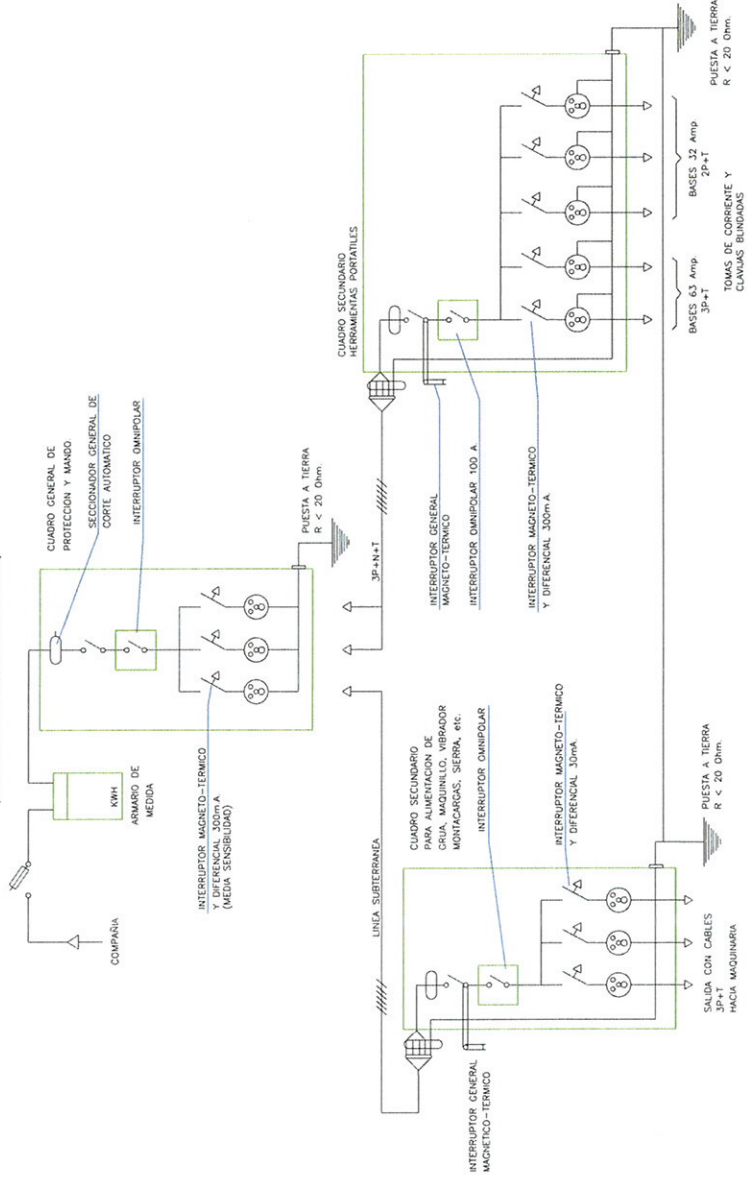 COMPAÑIA
KWH
ARMARIO DE
MEDIDA
CUADRO GENERAL DE
PROTECCION Y MANDO
SECCIONADOR GENERAL DE
CORTE AUTOMATICO
INTERRUPTOR OMNIPOLAR
INTERRUPTOR MAGNETO-TERMICO
Y DIFERENCIAL 300m.A.
(MEDIA SENSIBILIDAD)
PUESTA A TIERRA
R < 20 Ohm.
LINEA SUBTERRANEA
3P+N+T
CUADRO SECUNDARIO
PARA ALIMENTACION DE
GRUA, MAQUINILLO, VIBRADOR
MONTACARGAS, SIERRA, etc.
INTERRUPTOR OMNIPOLAR
INTERRUPTOR MAGNETO-TERMICO
Y DIFERENCIAL 30mA.
INTERRUPTOR GENERAL
MAGNETICO-TERMICO
SALIDA CON CABLES
3P+T
HACIA MAQUINARIA
PUESTA A TIERRA
R < 20 Ohm.
CUADRO SECUNDARIO
HERRAMIENTAS PORTATILES
INTERRUPTOR GENERAL
MAGNETO-TERMICO
INTERRUPTOR OMNIPOLAR 100 A.
INTERRUPTOR MAGNETO-TERMICO
Y DIFERENCIAL 300m.A.
BASES 63 Amp.
3P+T
BASES 32 Amp.
2P+T
TOMAS DE CORRIENTE Y
CLAVIJAS BLINDADAS
PUESTA A TIERRA
R < 20 Ohm.